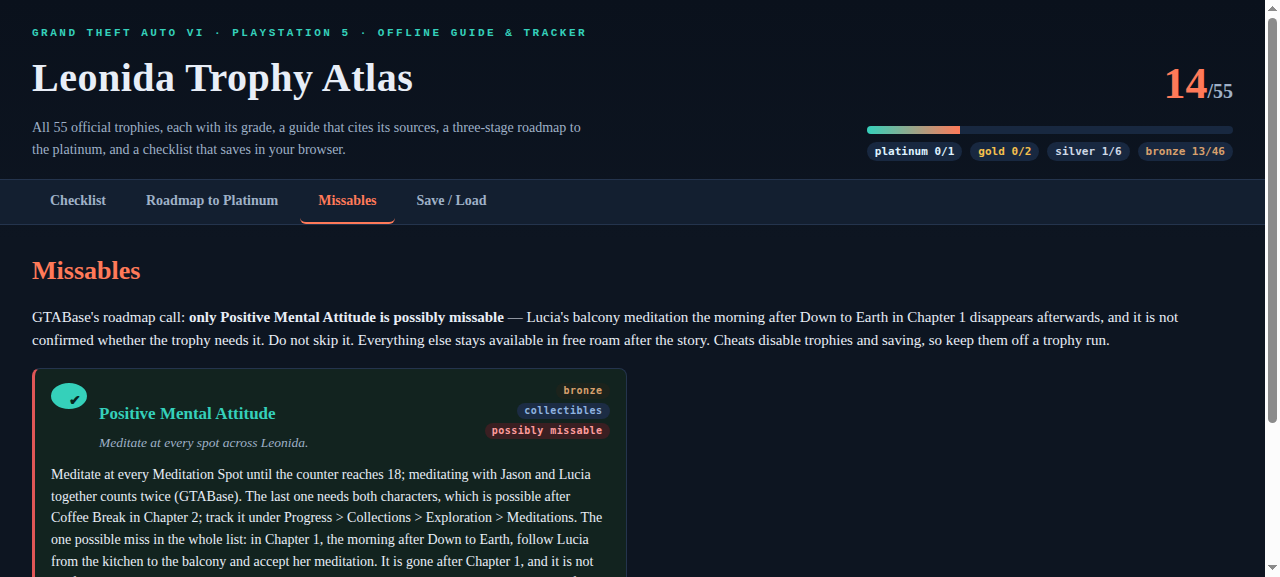 GRAND THEFT AUTO VI · PLAYSTATION 5 · OFFLINE GUIDE & TRACKER
Leonida Trophy Atlas
14/55
All 55 official trophies, each with its grade, a guide that cites its sources, a three-stage roadmap to
the platinum, and a checklist that saves in your browser.
platinum 0/1 gold 0/2 silver 1/6 bronze 13/46
Checklist Roadmap to Platinum Missables Save / Load
Missables
GTABase's roadmap call: only Positive Mental Attitude is possibly missable — Lucia's balcony meditation the morning after Down to Earth in Chapter 1 disappears afterwards, and it is not
confirmed whether the trophy needs it. Do not skip it. Everything else stays available in free roam after the story. Cheats disable trophies and saving, so keep them off a trophy run.
✔
Positive Mental Attitude
Meditate at every spot across Leonida.
bronze
collectibles
possibly missable
Meditate at every Meditation Spot until the counter reaches 18; meditating with Jason and Lucia
together counts twice (GTABase). The last one needs both characters, which is possible after
Coffee Break in Chapter 2; track it under Progress > Collections > Exploration > Meditations. The
one possible miss in the whole list: in Chapter 1, the morning after Down to Earth, follow Lucia
from the kitchen to the balcony and accept her meditation. It is gone after Chapter 1, and it is not